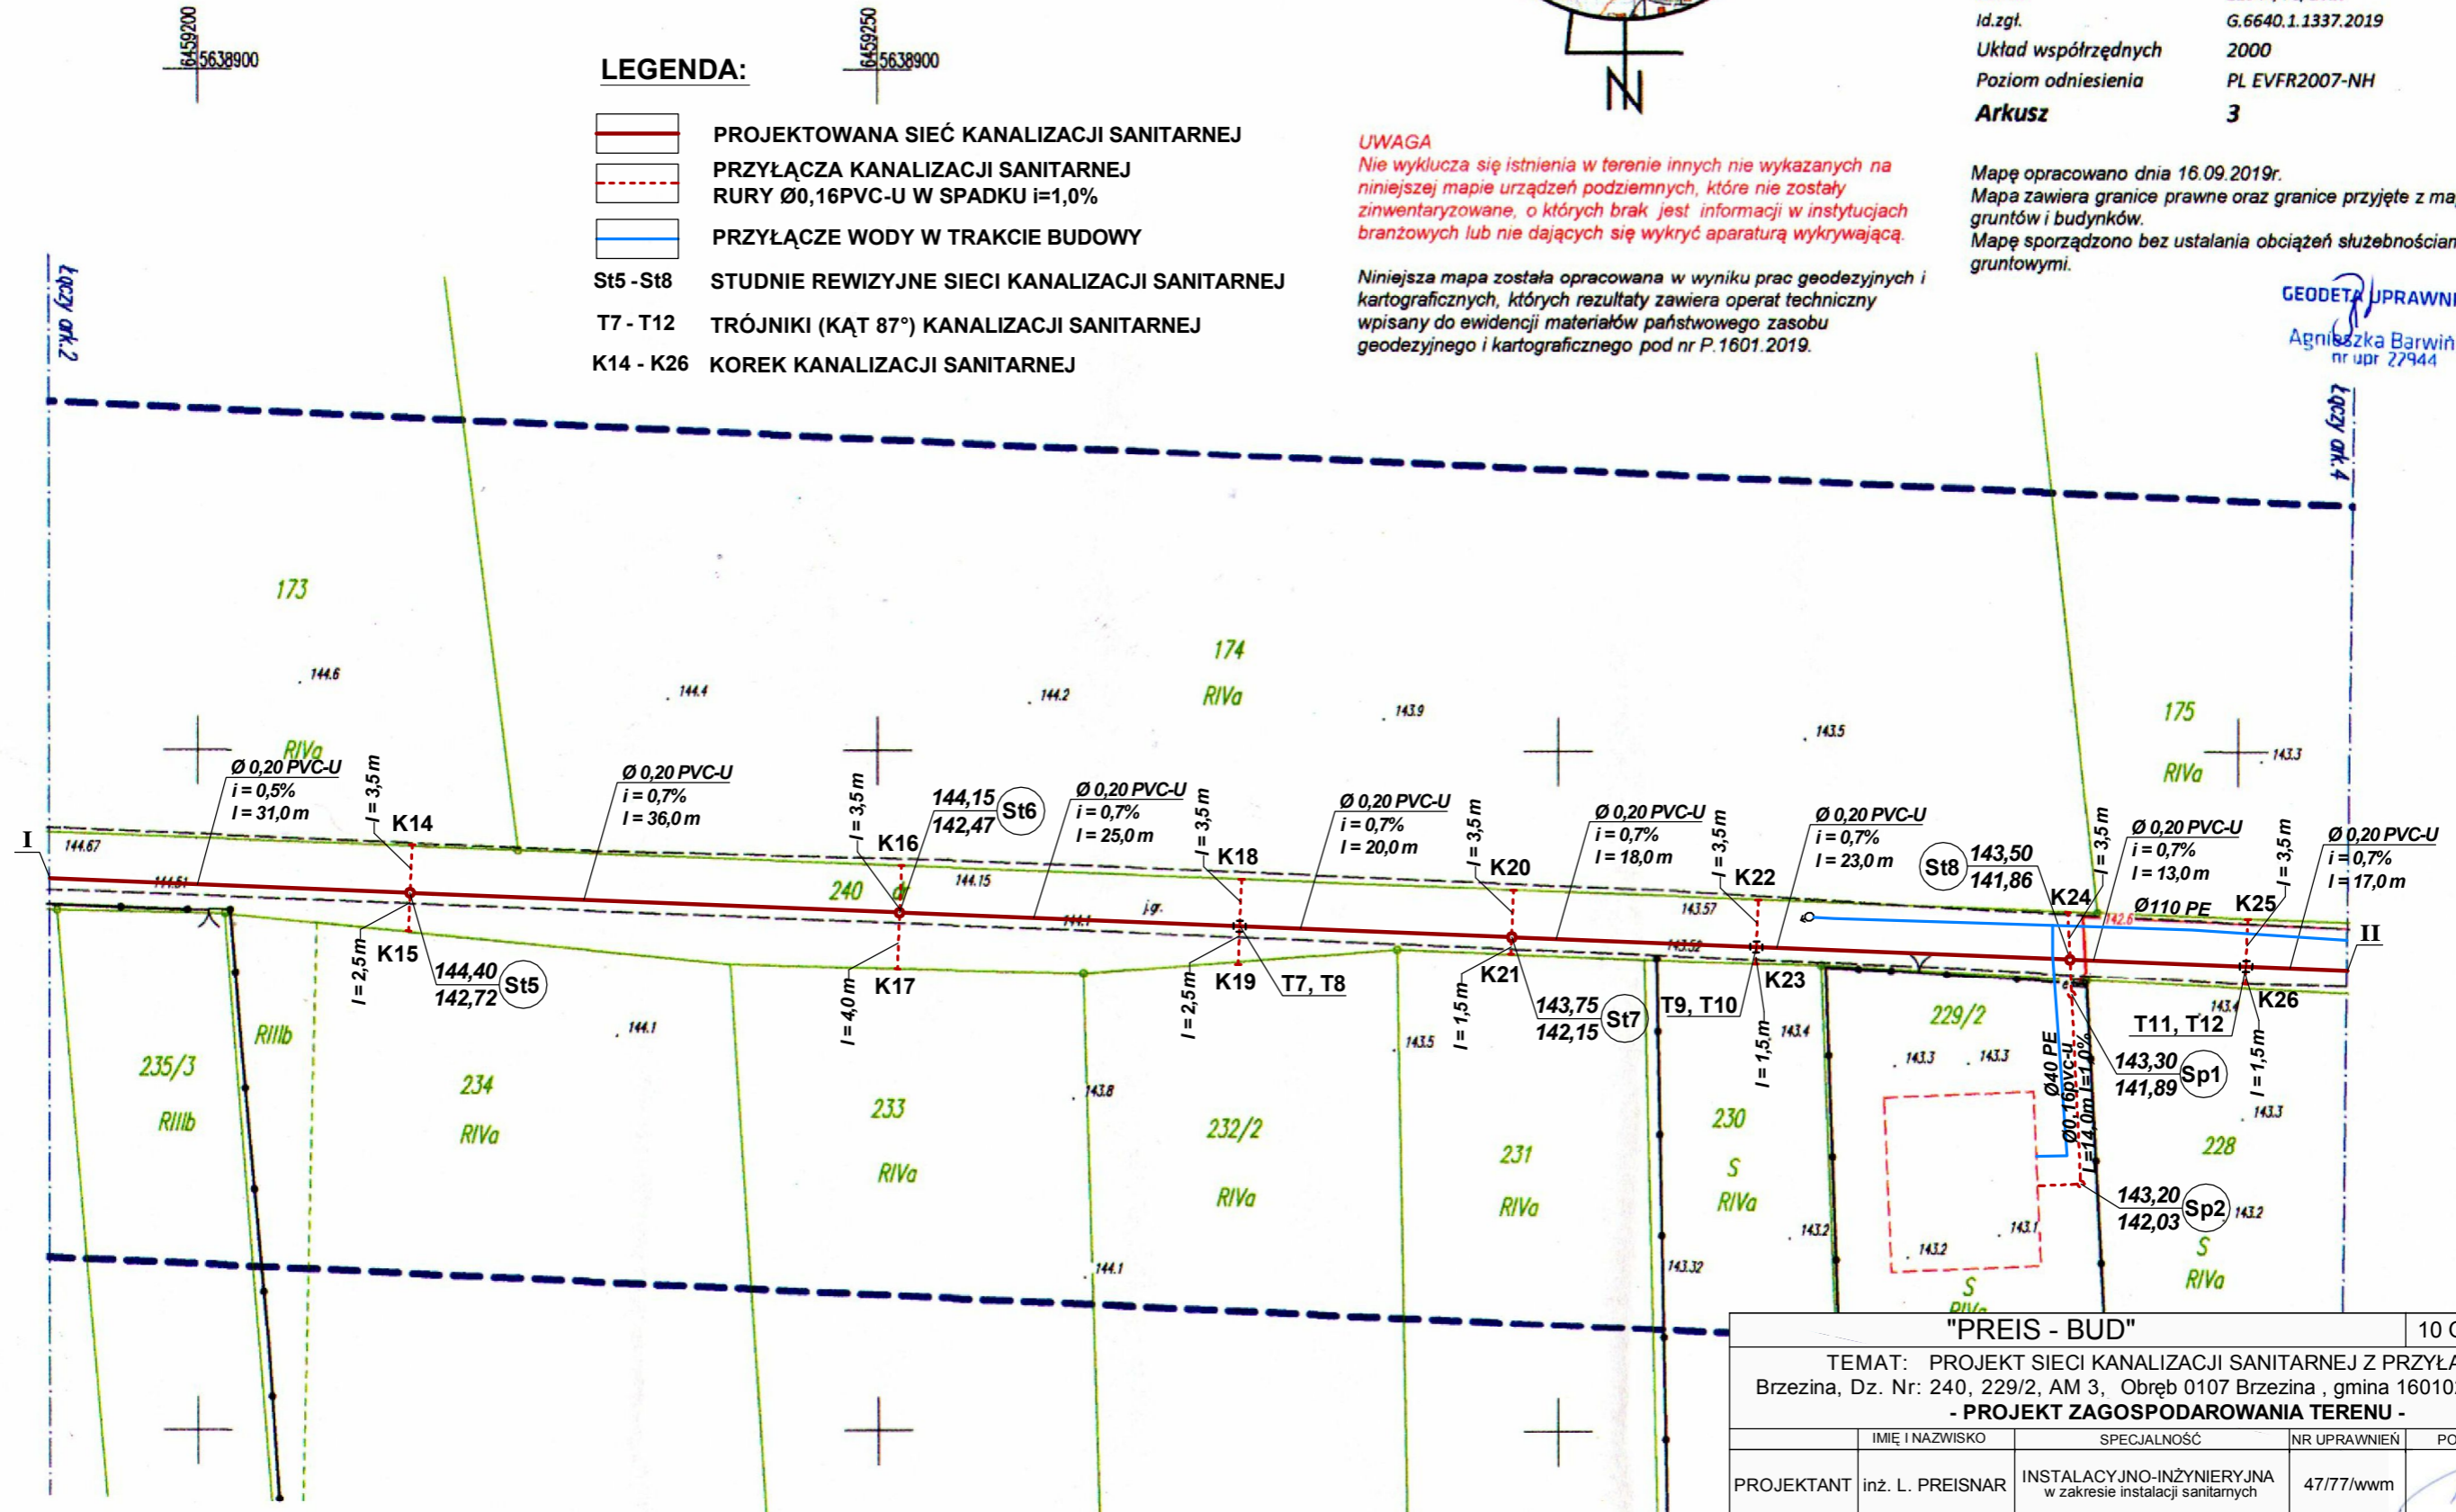 6459200
5638900
6459250
5638900
LEGENDA:
PROJEKTOWANA SIEĆ KANALIZACJI SANITARNEJ
PRZYŁĄCZA KANALIZACJI SANITARNEJ
RURY Ø0,16PVC-U W SPADKU i=1,0%
PRZYŁĄCZE WODY W TRAKCIE BUDOWY
St5 - St8 STUDNIE REWIZYJNE SIECI KANALIZACJI SANITARNEJ
T7 - T12 TRÓJNIKI (KĄT 87°) KANALIZACJI SANITARNEJ
K14 - K26 KOREK KANALIZACJI SANITARNEJ
N
UWAGA
Nie wyklucza się istnienia w terenie innych nie wykazanych na
niniejszej mapie urządzeń podziemnych, które nie zostały
zinwentaryzowane, o których brak jest informacji w instytucjach
branżowych lub nie dających się wykryć aparaturą wykrywającą.
Niniejsza mapa została opracowana w wyniku prac geodezyjnych i
kartograficznych, których rezultaty zawiera operat techniczny
wpisany do ewidencji materiałów państwowego zasobu
geodezyjnego i kartograficznego pod nr P.1601.2019.
Id.zgł. G.6640.1.1337.2019
Układ współrzędnych 2000
Poziom odniesienia PL EVFR2007-NH
Arkusz 3
Mapę opracowano dnia 16.09.2019r.
Mapa zawiera granice prawne oraz granice przyjęte z
gruntów i budynków.
Mapę sporządzono bez ustalania obciążeń
gruntowymi.
GEODETA
Agnieszka
nr upr 22944
Łączy ark.2
Łączy ark.4
173
144.6
RIVa
144.4
144.2
174
RIVa
143.9
143.5
175
RIVa
143.3
Ø 0,20 PVC-U
i = 0,5%
l = 31,0 m
l = 3,5 m
K14
Ø 0,20 PVC-U
i = 0,7%
l = 36,0 m
l = 3,5 m
K16
144,15
142,47
St6
Ø 0,20 PVC-U
i = 0,7%
l = 25,0 m
l = 3,5 m
K18
Ø 0,20 PVC-U
i = 0,7%
l = 20,0 m
l = 3,5 m
K20
Ø 0,20 PVC-U
i = 0,7%
l = 18,0 m
l = 3,5 m
K22
Ø 0,20 PVC-U
i = 0,7%
l = 23,0 m
St8
143,50
141,86
K24
l = 3,5 m
Ø 0,20 PVC-U
i = 0,7%
l = 13,0 m
l = 3,5 m
K25
Ø 0,20 PVC-U
i = 0,7%
l = 17,0 m
I
144.67
144.51
240 dr
144.15
144.1
j.g.
143.57
143.52
Ø110 PE
142.6
II
l = 2,5 m
K15
144,40
142,72
St5
l = 4,0 m
K17
l = 2,5 m
K19
T7, T8
l = 1,5 m
K21
143,75
142,15
St7
T9, T10
K23
l = 1,5 m
143.4
229/2
143.3
143.3
Ø40 PE
Ø0,16pvc-u
L=14,0m i=1,0%
T11, T12
143.4
K26
l = 1,5 m
143,30
141,89
Sp1
143.3
228
143,20
142,03
Sp2
143.2
S
RIVa
RIIIb
235/3
RIIIb
234
RIVa
144.1
233
RIVa
143.8
232/2
RIVa
144.1
143.5
231
RIVa
230
S
RIVa
143.32
143.2
143.2
143.1
S
RIVa
"PREIS - BUD"
10
TEMAT: PROJEKT SIECI KANALIZACJI SANITARNEJ Z
Brzezina, Dz. Nr: 240, 229/2, AM 3, Obręb 0107 Brzezina , gmina
- PROJEKT ZAGOSPODAROWANIA TERENU -
IMIĘ I NAZWISKO SPECJALNOŚĆ NR UPRAWNIEŃ
PROJEKTANT inż. L. PREISNAR INSTALACYJNO-INŻYNIERYJNA
w zakresie instalacji sanitarnych
47/77/wwm